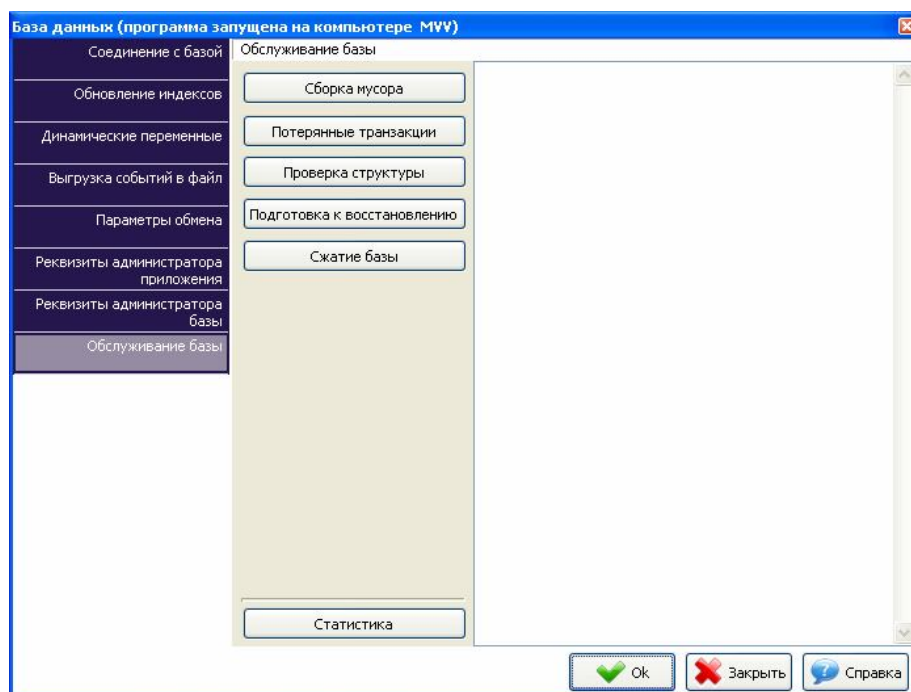 База данных (программа запущена на компьютере MVV)
Соединение с базой
Обновление индексов
Динамические переменные
Выгрузка событий в файл
Параметры обмена
Реквизиты администратора
приложения
Реквизиты администратора
базы
Обслуживание базы
Обслуживание базы
Сборка мусора
Потерянные транзакции
Проверка структуры
Подготовка к восстановлению
Сжатие базы
Статистика
Ok
Закрыть
Справка